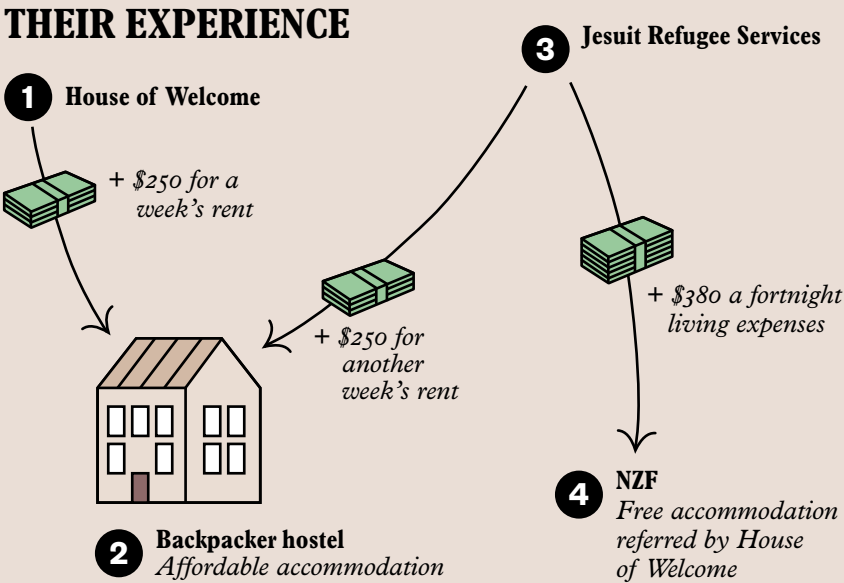 THEIR EXPERIENCE
1 House of Welcome
+ $250 for a
week's rent
2 Backpacker hostel
Affordable accommodation
3 Jesuit Refugee Services
+ $250 for
another
week's rent
+ $380 a fortnight
living expenses
4 NZF
Free accommodation
referred by House
of Welcome